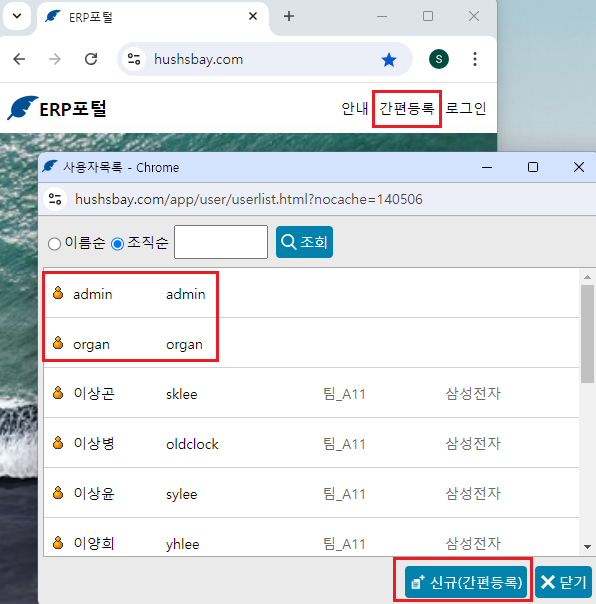 ERP포털
hushsbay.com
S
ERP포털
안내 간편등록 로그인
사용자목록 - Chrome
hushsbay.com/app/user/userlist.html?nocache=140506
이름순 조직순 조회
admin admin
organ organ
이상곤 sklee 팀_A11 삼성전자
이상병 oldclock 팀_A11 삼성전자
이상윤 sylee 팀_A11 삼성전자
이양희 yhlee 팀_A11 삼성전자
신규(간편등록) 닫기